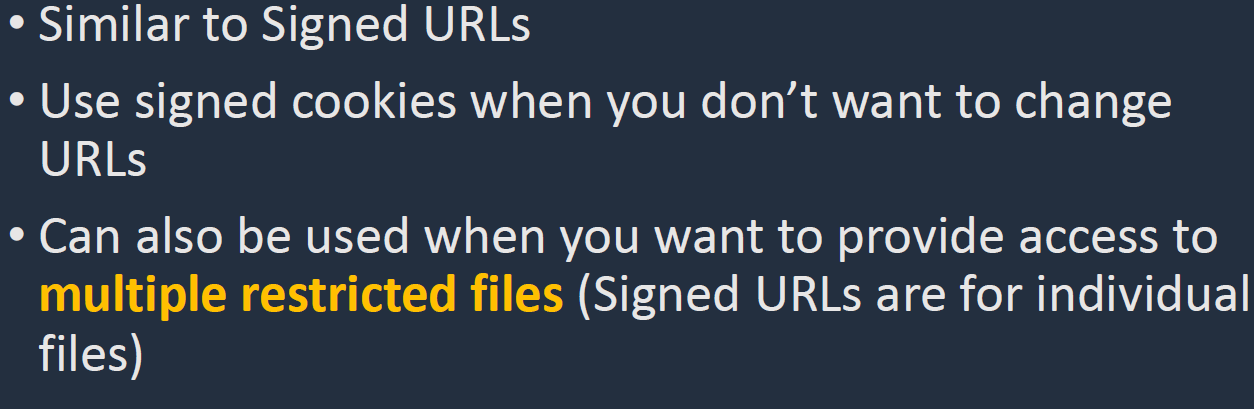 • Similar to Signed URLs
• Use signed cookies when you don’t want to change
URLs
• Can also be used when you want to provide access to
multiple restricted files (Signed URLs are for individual
files)